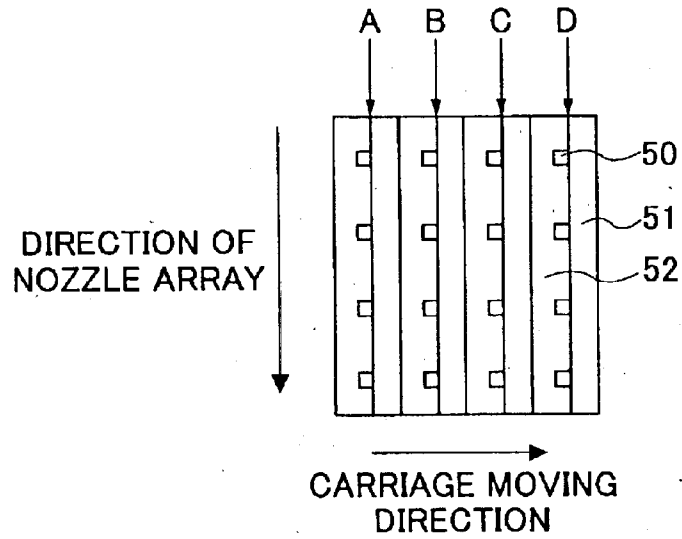 A B C D
50
51
52
DIRECTION OF
NOZZLE ARRAY
CARRIAGE MOVING
DIRECTION